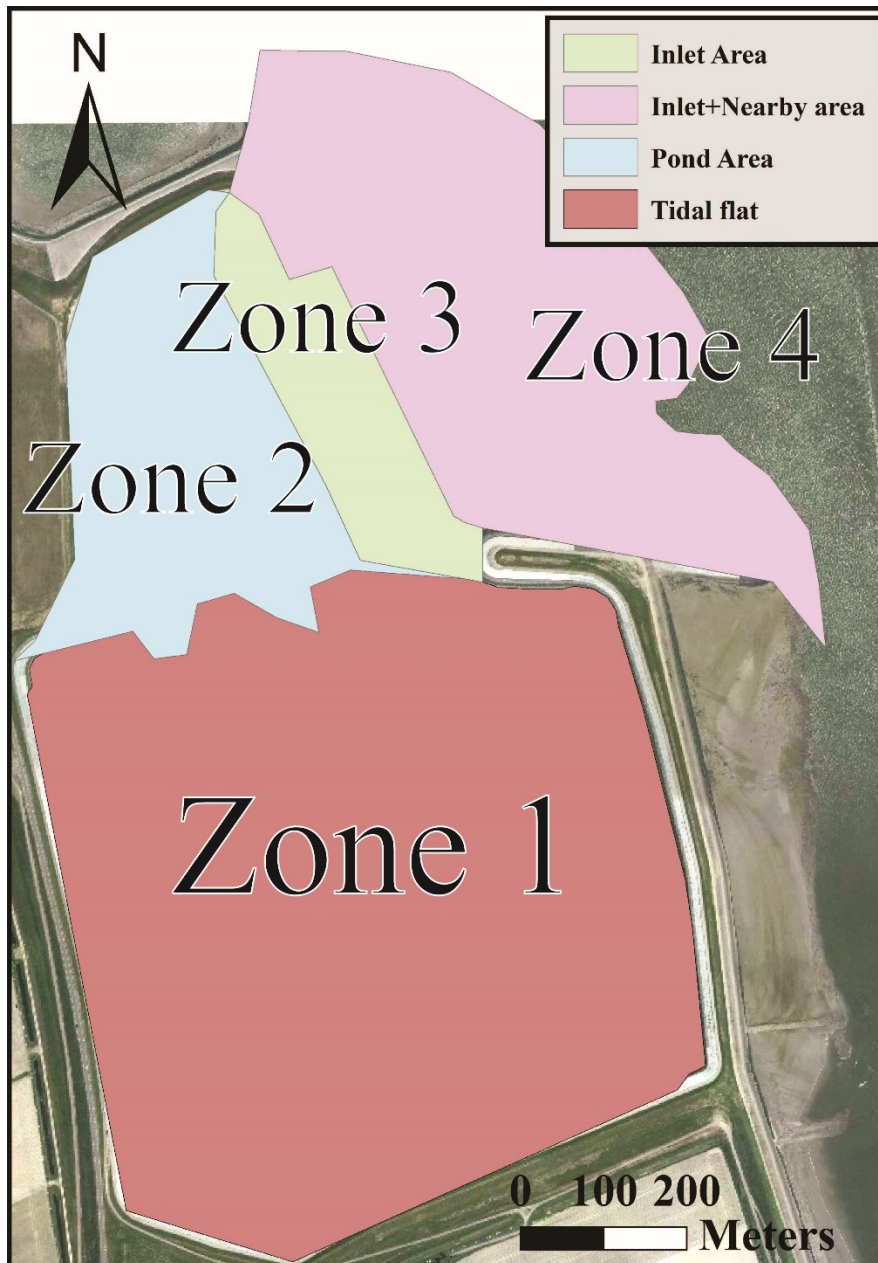 N
Inlet Area
Inlet+Nearby area
Pond Area
Tidal flat
Zone 3
Zone 4
Zone 2
Zone 1
0 100 200
Meters